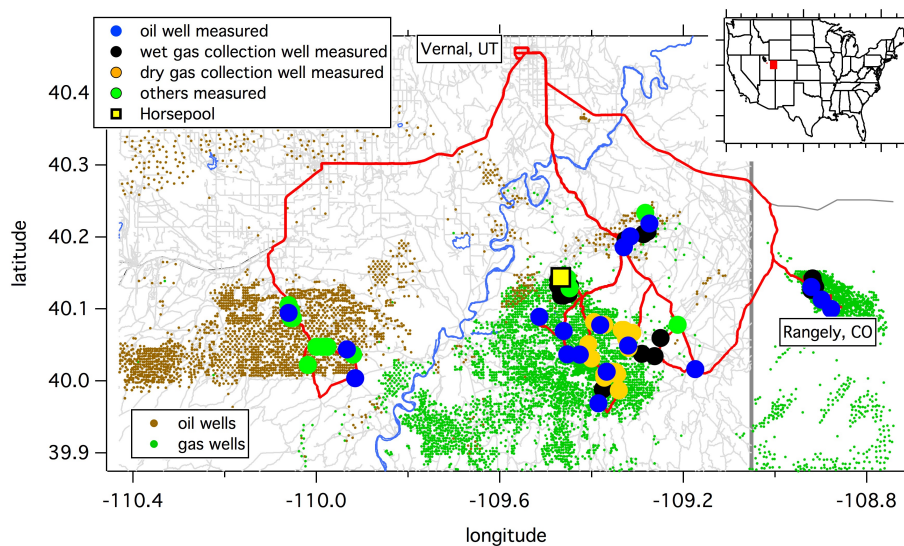 oil well measured
wet gas collection well measured
dry gas collection well measured
others measured
Horsepool
Vernal, UT
40.4
40.3
40.2
40.1
40.0
39.9
latitude
Rangely, CO
oil wells
gas wells
-110.4 -110.0 -109.6 -109.2 -108.8
longitude